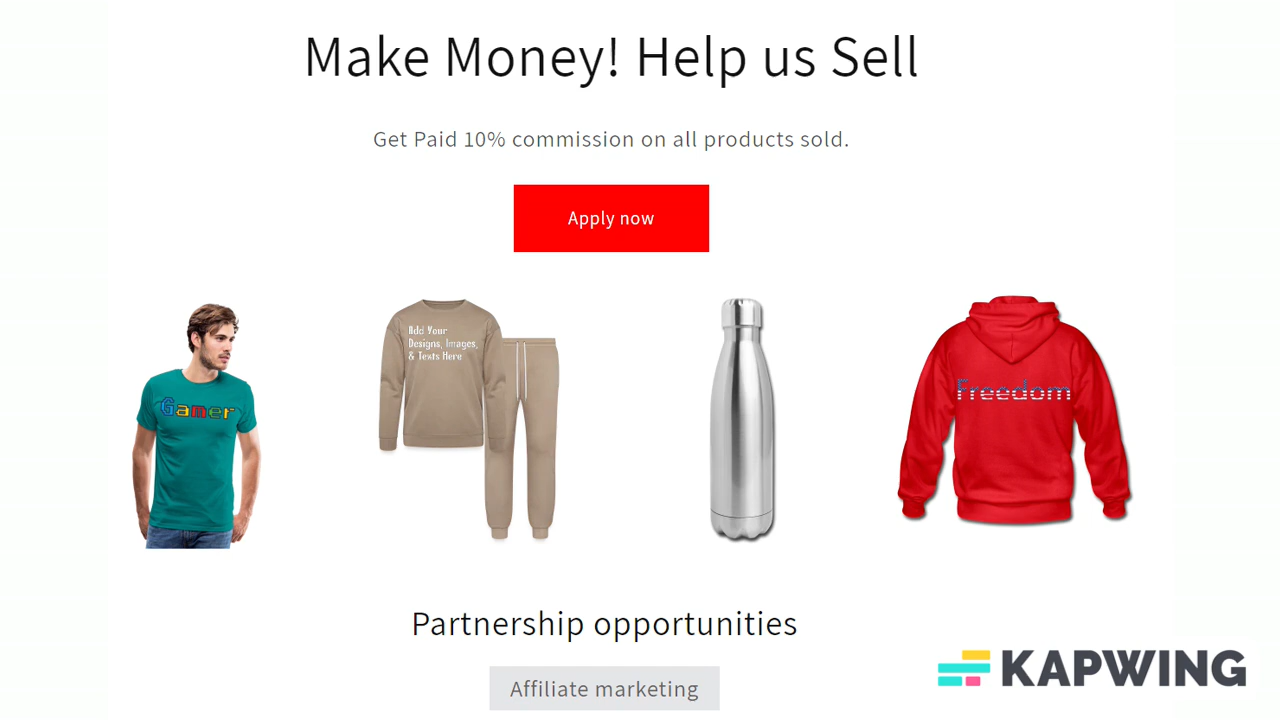 Make Money! Help us Sell
Get Paid 10% commission on all products sold.
Apply now
Gamer
Add Your
Designs, Images,
& Texts Here
Freedom
Partnership opportunities
Affiliate marketing
KAPWING